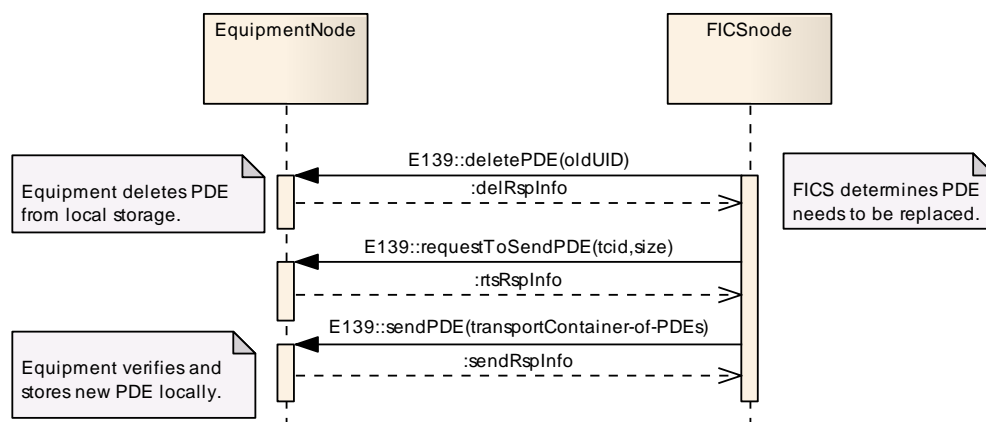 EquipmentNode
FICSnode
E139::deletePDE(oldUID)
:delRspInfo
Equipment deletes PDE
from local storage.
FICS determines PDE
needs to be replaced.
E139::requestToSendPDE(tcid,size)
:rtsRspInfo
E139::sendPDE(transportContainer-of-PDEs)
:sendRspInfo
Equipment verifies and
stores new PDE locally.